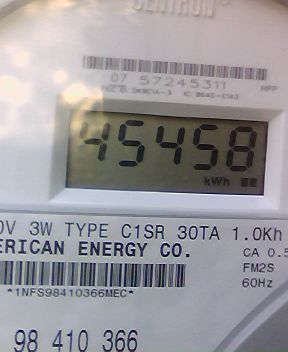 CENTRON
07 57245311 HPP
45458
kWh
0V 3W TYPE C1SR 30TA 1.0Kh
ERICAN ENERGY CO.
CA 0.5
FM2S
60Hz
*1NFS98410366MEC*
98 410 366